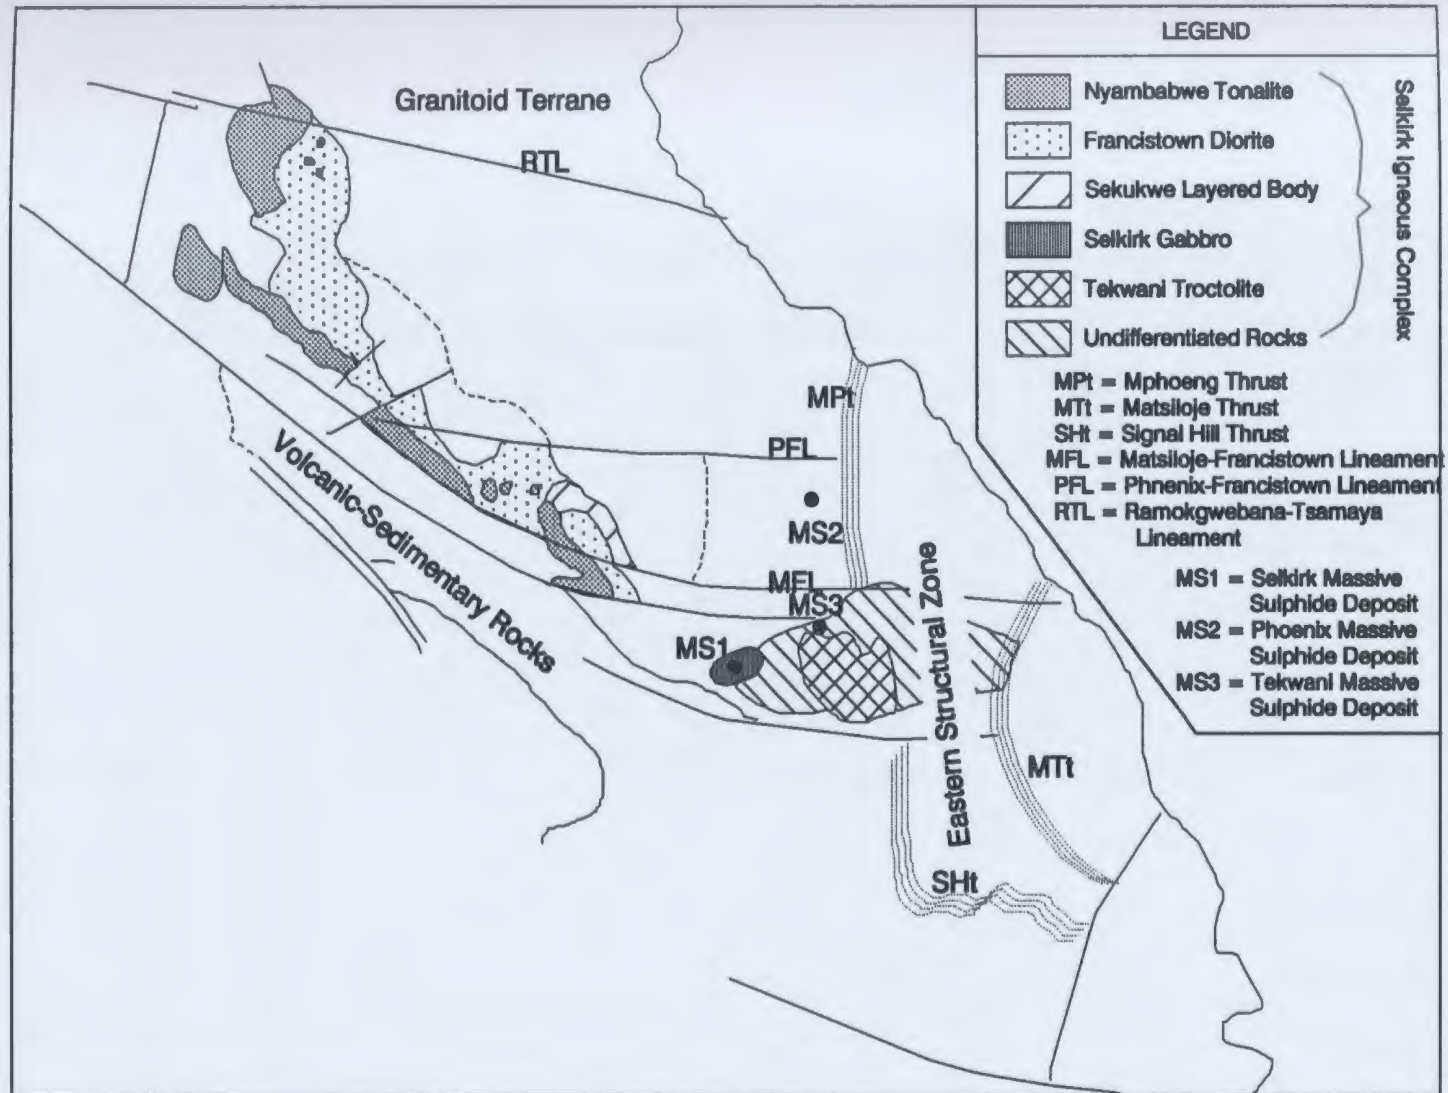 LEGEND
Nyambabwe Tonalite
Francistown Diorite
Sekukwe Layered Body
Selkirk Gabbro
Tekwani Troctolite
Undifferentiated Rocks
Selkirk Igneous Complex
MPt = Mphoeng Thrust
MTt = Matsiloje Thrust
SHt = Signal Hill Thrust
MFL = Matsiloje-Francistown Lineament
PFL = Phnenix-Francistown Lineament
RTL = Ramokgwebana-Tsamaya
Lineament
MS1 = Selkirk Massive
Sulphide Deposit
MS2 = Phoenix Massive
Sulphide Deposit
MS3 = Tekwani Massive
Sulphide Deposit
Granitoid Terrane
RTL
MPt
PFL
MS2
MFL
MS3
MS1
Volcanic-Sedimentary Rocks
Eastern Structural Zone
MTt
SHt